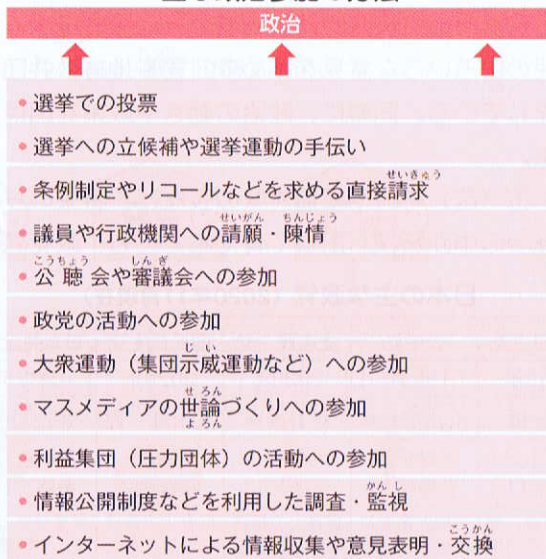 政治
• 選挙での投票
• 選挙への立候補や選挙運動の手伝い
せいきゅう
• 条例制定やリコールなどを求める直接請求
せいがん ちんじょう
• 議員や行政機関への請願・陳情
こうちょう しんぎ
• 公聴会や審議会への参加
• 政党の活動への参加
じい
• 大衆運動（集団示威運動など）への参加
せろん
• マスメディアの世論づくりへの参加
よろん
• 利益集団（圧力団体）の活動への参加
かんし
• 情報公開制度などを利用した調査・監視
こうかん
• インターネットによる情報収集や意見表明・交換